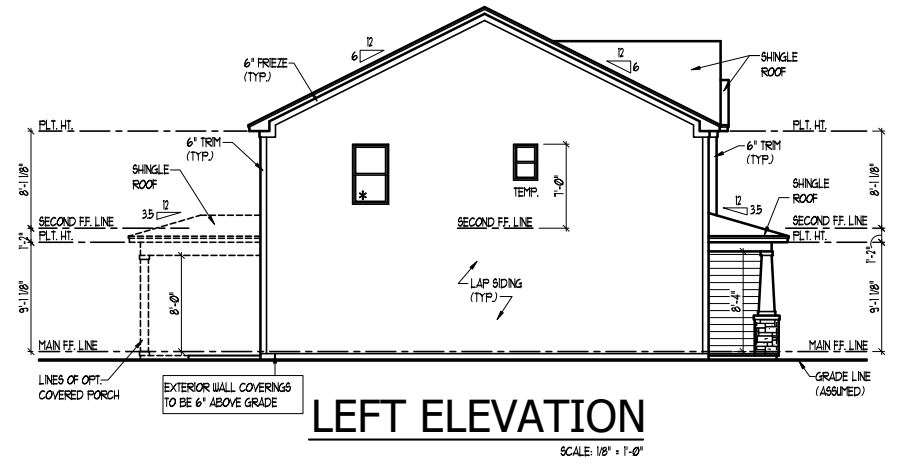 12
6
12
6
6" FRIEZE
(TYP.)
SHINGLE
ROOF
PLT. HT.
PLT. HT.
6" TRIM
(TYP.)
6" TRIM
(TYP.)
8'-1 1/8"
8'-1 1/8"
SHINGLE
ROOF
SHINGLE
ROOF
TEMP.
7'-0"
12
3.5
12
3.5
SECOND F.F. LINE
SECOND F.F. LINE
SECOND F.F. LINE
PLT. HT.
PLT. HT.
1'-2"
1'-2"
LAP SIDING
(TYP.)
9'-1 1/8"
8'-0"
8'-4"
9'-1 1/8"
MAIN F.F. LINE
MAIN F.F. LINE
LINES OF OPT.
COVERED PORCH
EXTERIOR WALL COVERINGS
TO BE 6" ABOVE GRADE
GRADE LINE
(ASSUMED)
LEFT ELEVATION
SCALE: 1/8" = 1'-0"